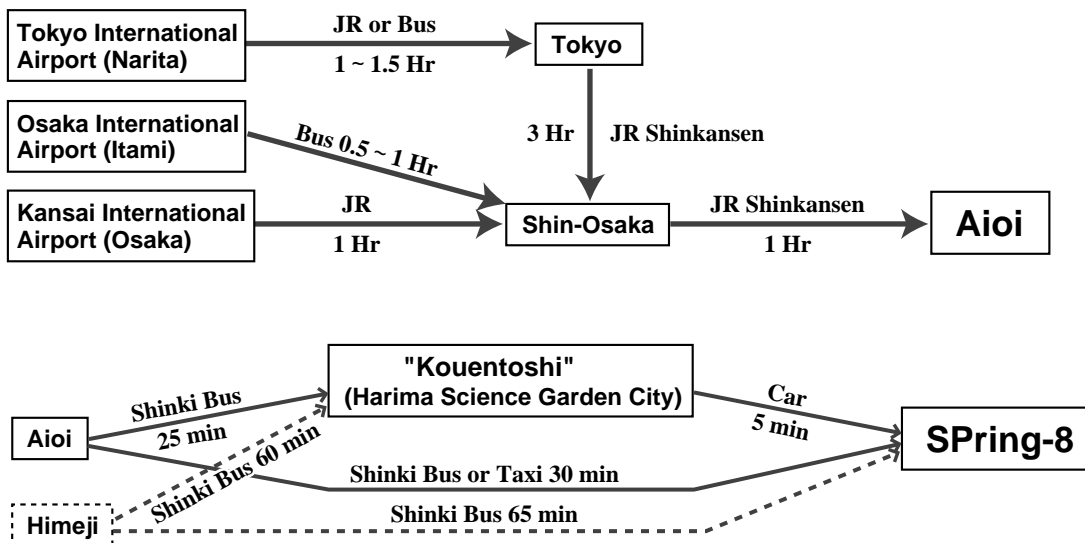 Tokyo International
Airport (Narita)
JR or Bus
1 ~ 1.5 Hr
Tokyo
Osaka International
Airport (Itami)
Bus 0.5 ~ 1 Hr
3 Hr
JR Shinkansen
Kansai International
Airport (Osaka)
JR
1 Hr
Shin-Osaka
JR Shinkansen
1 Hr
Aioi
"Kouentoshi"
(Harima Science Garden City)
Shinki Bus
25 min
Car
5 min
Aioi
SPring-8
Shinki Bus 60 min
Shinki Bus or Taxi 30 min
Himeji
Shinki Bus 65 min